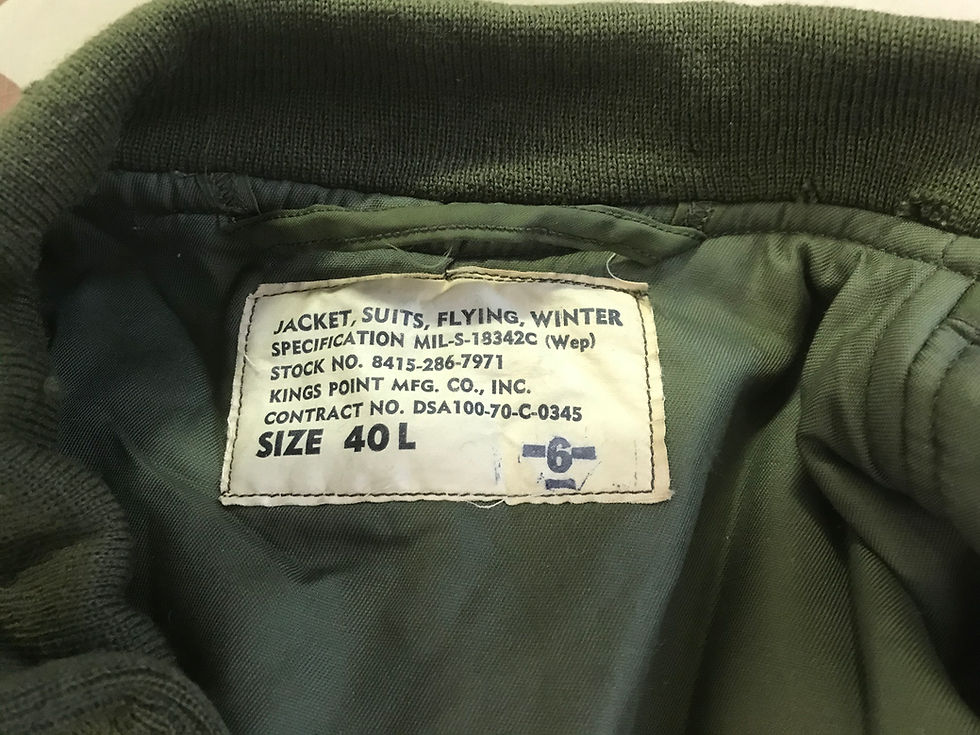 JACKET, SUITS, FLYING, WINTER
SPECIFICATION MIL-S-18342C (Wep)
STOCK NO. 8415-286-7971
KINGS POINT MFG. CO., INC.
CONTRACT NO. DSA100-70-C-0345
SIZE 40L
-6-